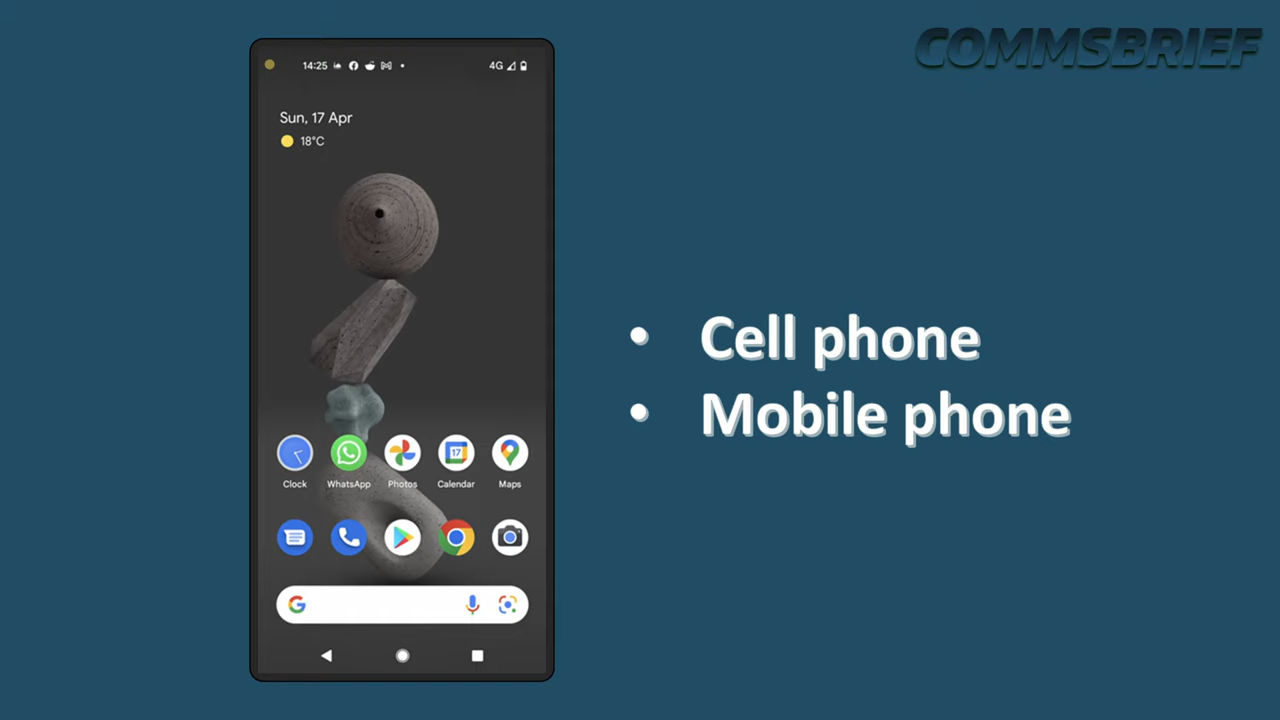 COMMSBRIEF
14:25
4G
Sun, 17 Apr
18°C
Clock WhatsApp Photos Calendar Maps
17
G
• Cell phone
• Mobile phone